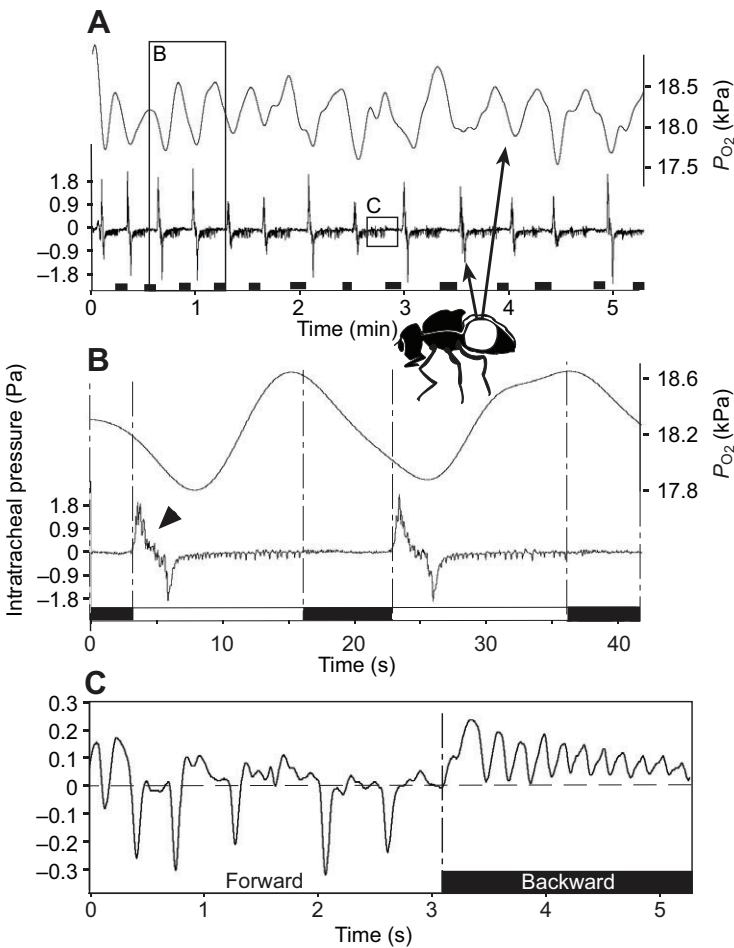 A
B
C
18.5
18.0
17.5
P_O2 (kPa)
1.8
0.9
0
–0.9
–1.8
0 1 2 3 4 5
Time (min)
B
18.6
18.2
17.8
P_O2 (kPa)
Intratracheal pressure (Pa)
1.8
0.9
0
–0.9
–1.8
0 10 20 30 40
Time (s)
C
0.3
0.2
0.1
0
–0.1
–0.2
–0.3
Forward Backward
0 1 2 3 4 5
Time (s)